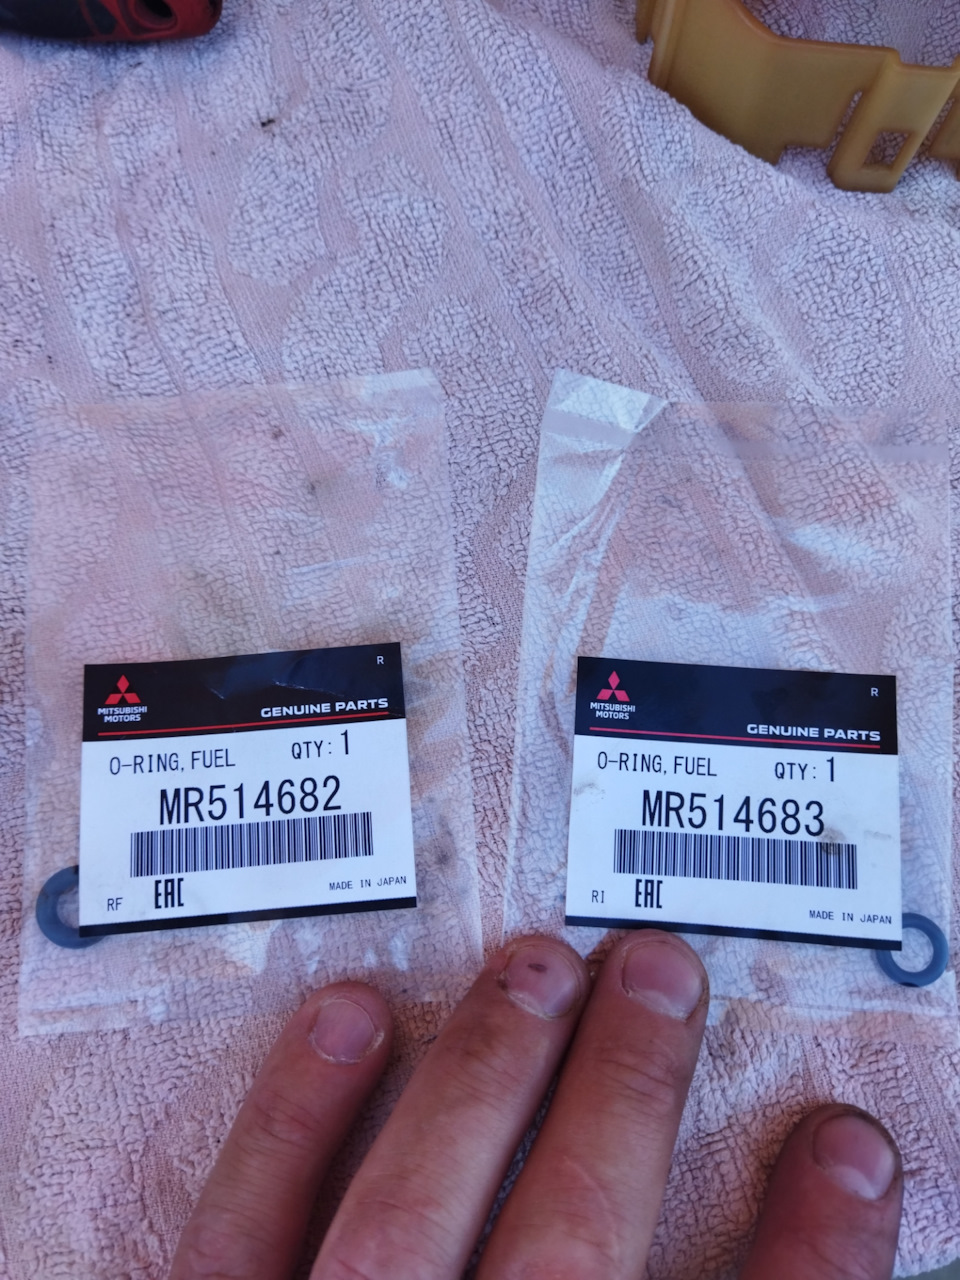 R
MITSUBISHI
MOTORS
GENUINE PARTS
O-RING, FUEL QTY: 1
MR514682
RF EAC MADE IN JAPAN
R
MITSUBISHI
MOTORS
GENUINE PARTS
O-RING, FUEL QTY: 1
MR514683
RI EAC MADE IN JAPAN